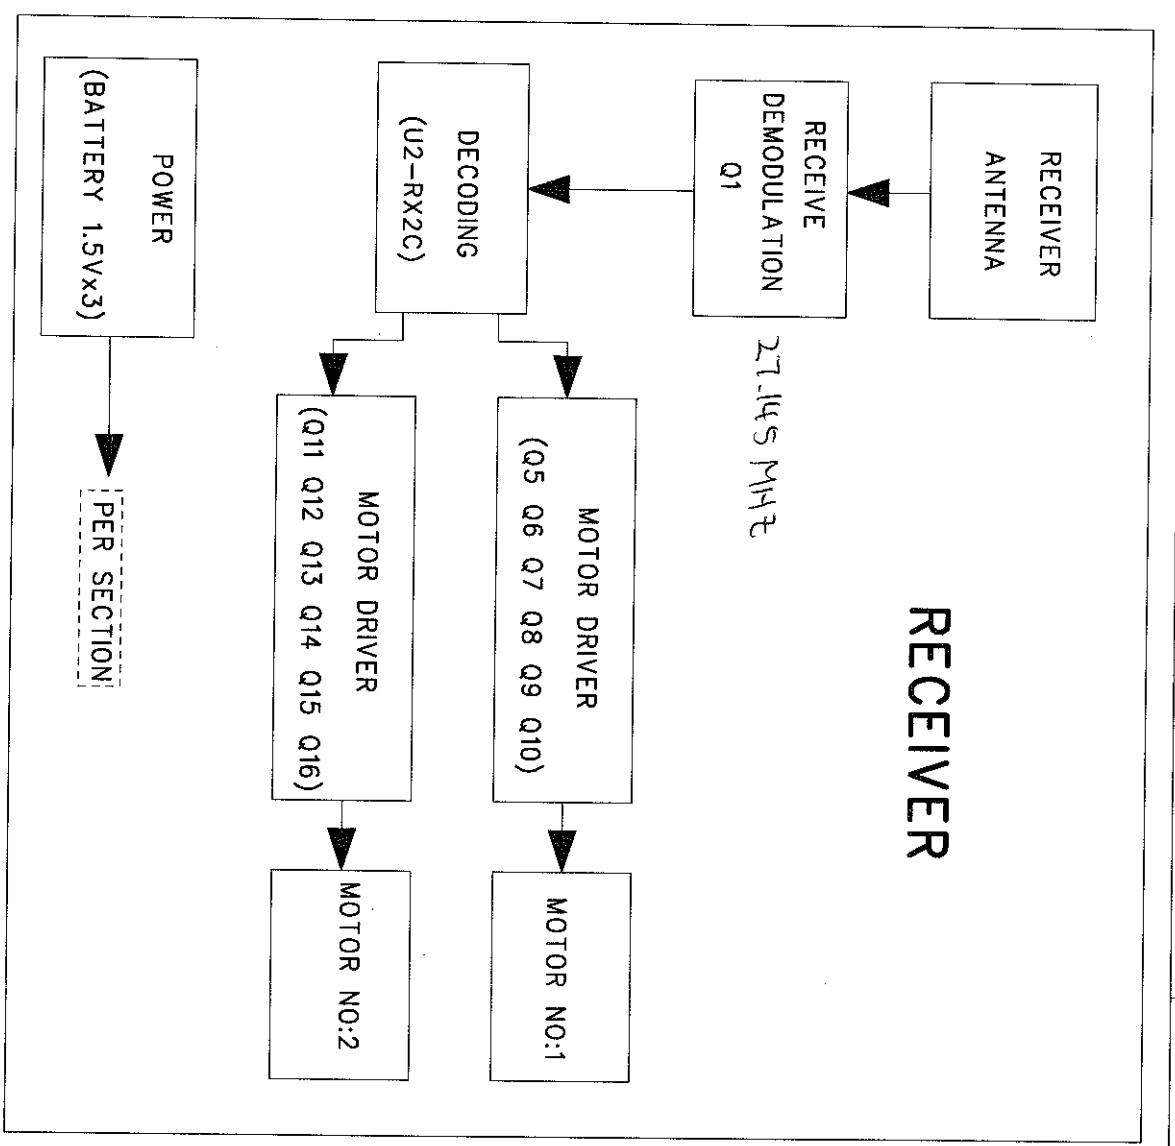 RECEIVER
RECEIVER
ANTENNA
RECEIVE
DEMODULATION
Q1
27.145 MHz
DECODING
(U2-RX2C)
MOTOR DRIVER
(Q5 Q6 Q7 Q8 Q9 Q10)
MOTOR NO:1
MOTOR DRIVER
(Q11 Q12 Q13 Q14 Q15 Q16)
MOTOR NO:2
POWER
(BATTERY 1.5Vx3)
PER SECTION